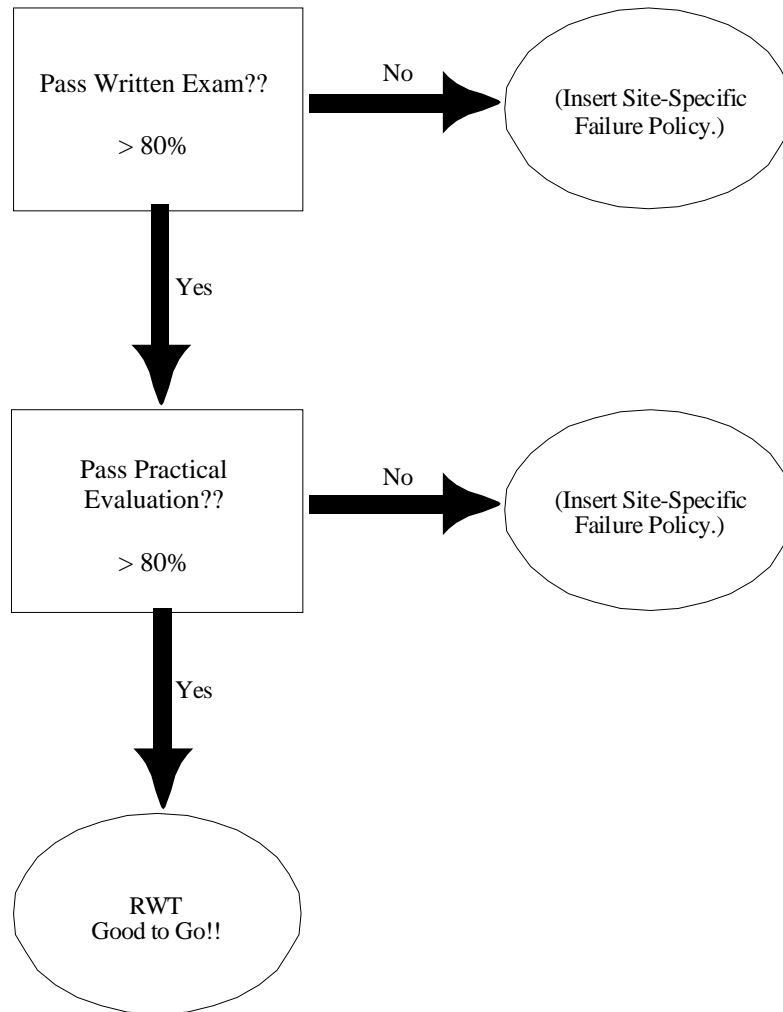 Pass Written Exam??
> 80%
No
(Insert Site-Specific
Failure Policy.)
Yes
Pass Practical
Evaluation??
> 80%
No
(Insert Site-Specific
Failure Policy.)
Yes
RWT
Good to Go!!